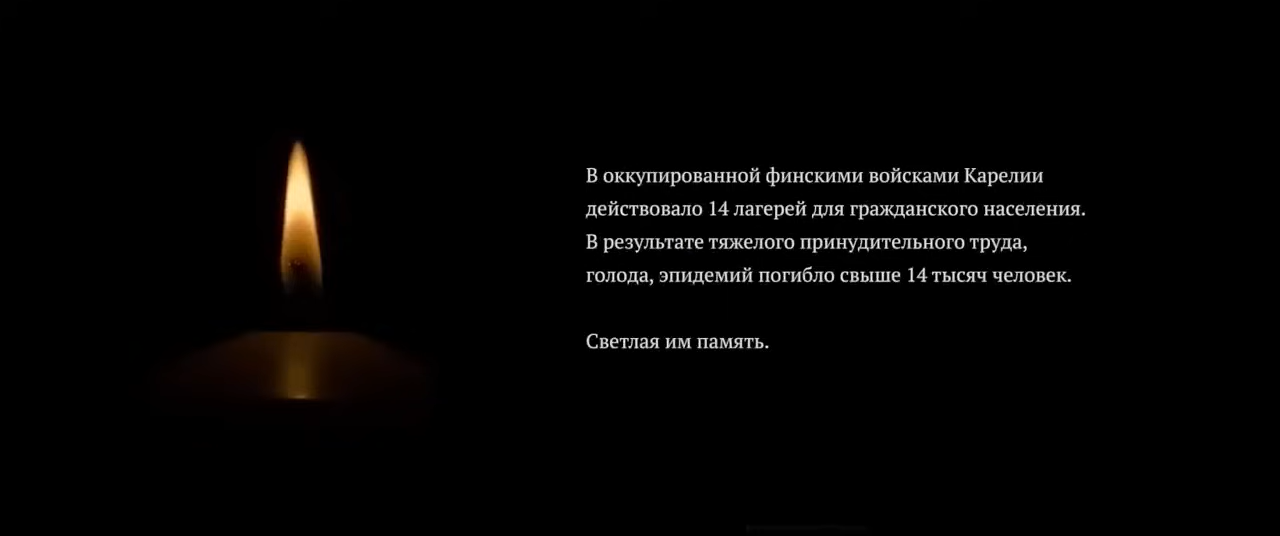 В оккупированной финскими войсками Карелии
действовало 14 лагерей для гражданского населения.
В результате тяжелого принудительного труда,
голода, эпидемий погибло свыше 14 тысяч человек.
Светлая им память.